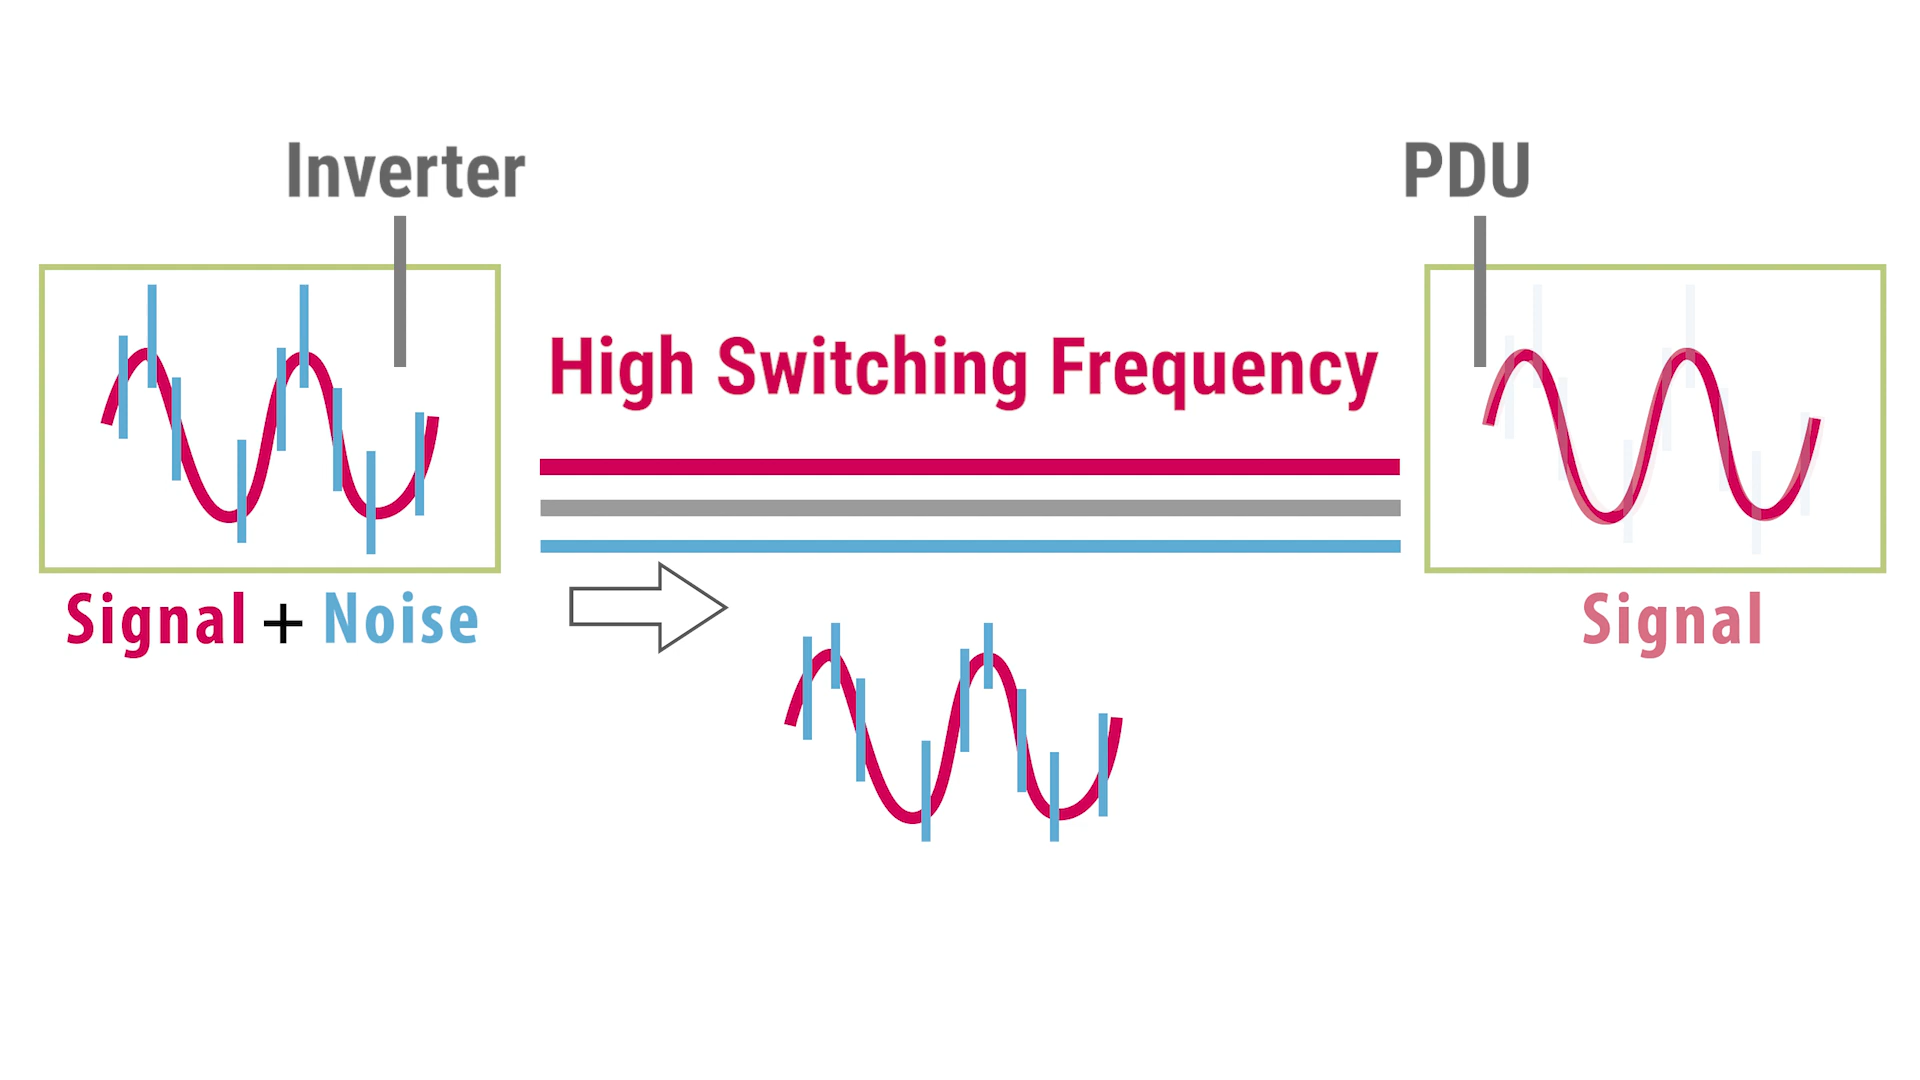 Inverter
PDU
High Switching Frequency
Signal + Noise
Signal